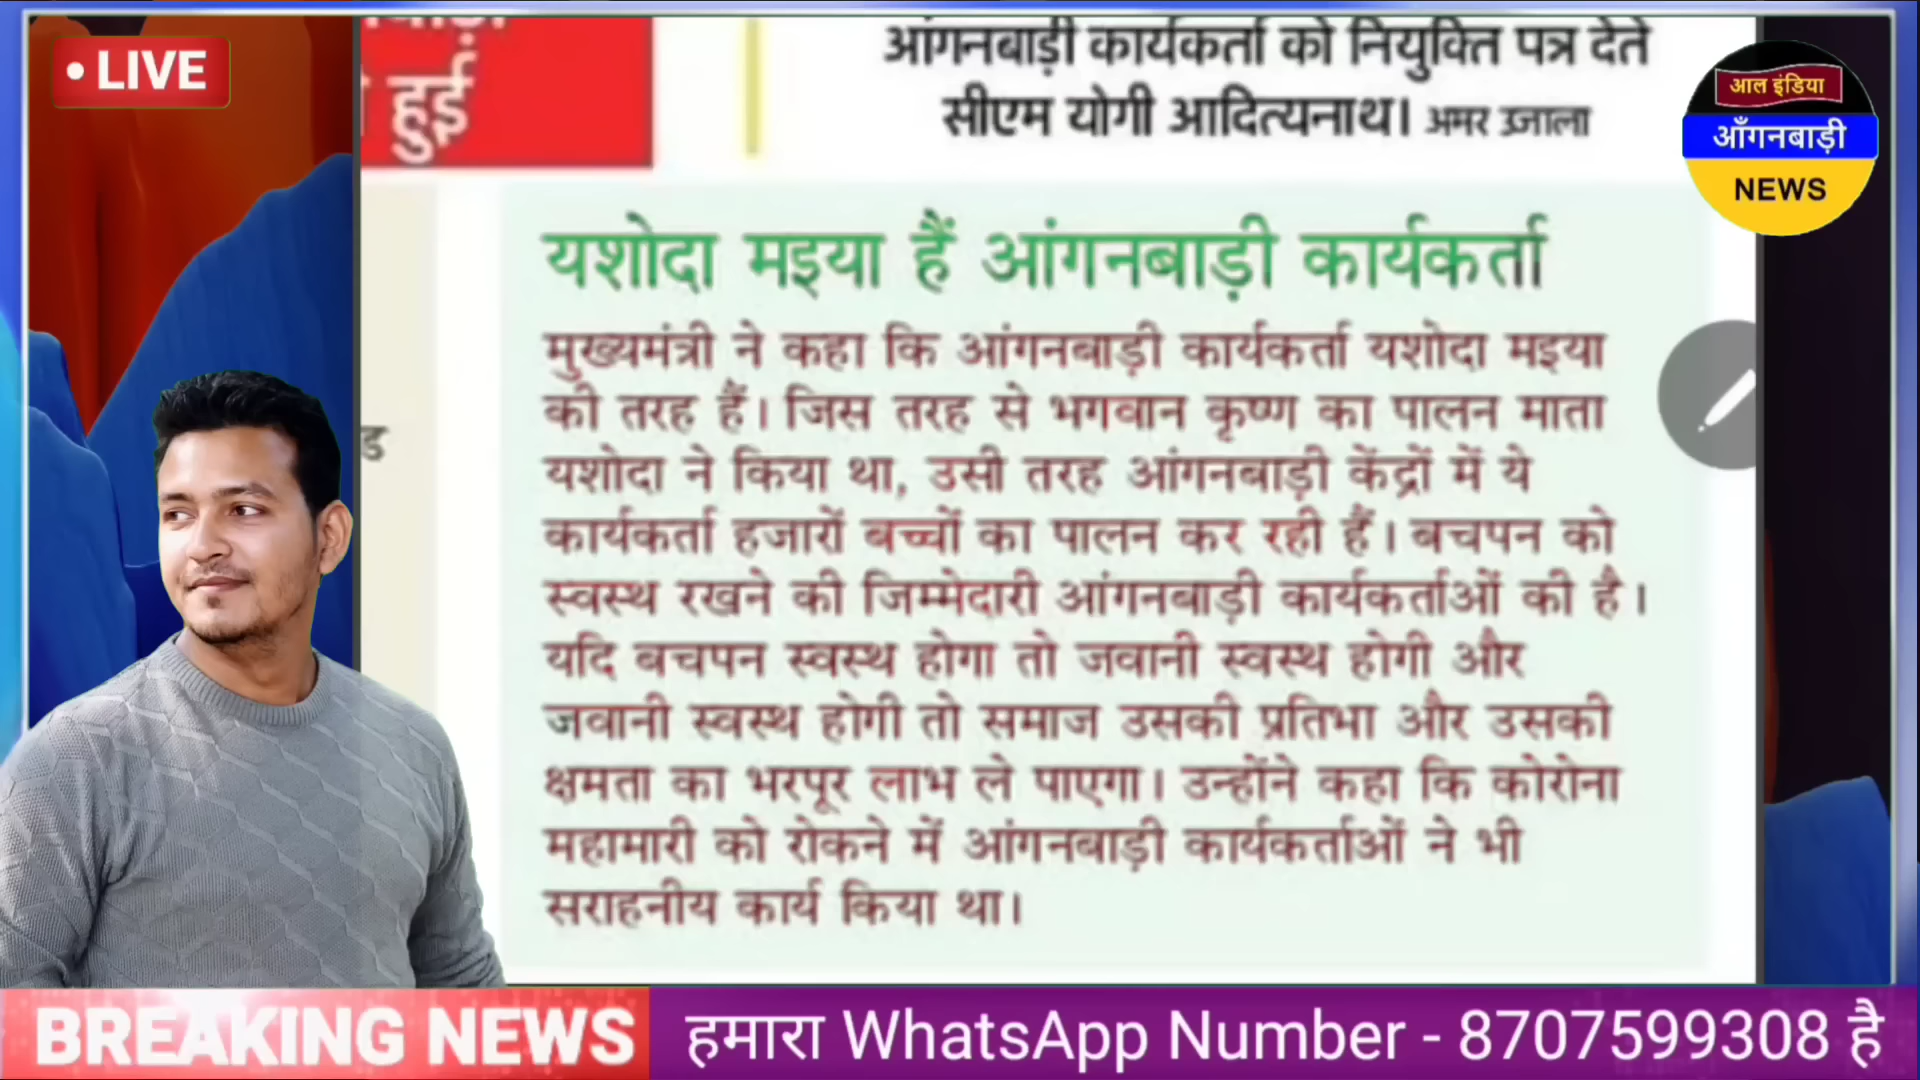 • LIVE
हुई
आंगनबाड़ी कार्यकर्ता को नियुक्ति पत्र देते
सीएम योगी आदित्यनाथ। अमर उजाला
आल इंडिया
आँगनबाड़ी
NEWS
यशोदा मइया हैं आंगनबाड़ी कार्यकर्ता
मुख्यमंत्री ने कहा कि आंगनबाड़ी कार्यकर्ता यशोदा मइया
की तरह हैं। जिस तरह से भगवान कृष्ण का पालन माता
यशोदा ने किया था, उसी तरह आंगनबाड़ी केंद्रों में ये
कार्यकर्ता हजारों बच्चों का पालन कर रही हैं। बचपन को
स्वस्थ रखने की जिम्मेदारी आंगनबाड़ी कार्यकर्ताओं की है।
यदि बचपन स्वस्थ होगा तो जवानी स्वस्थ होगी और
जवानी स्वस्थ होगी तो समाज उसकी प्रतिभा और उसकी
क्षमता का भरपूर लाभ ले पाएगा। उन्होंने कहा कि कोरोना
महामारी को रोकने में आंगनबाड़ी कार्यकर्ताओं ने भी
सराहनीय कार्य किया था।
BREAKING NEWS
हमारा WhatsApp Number - 8707599308 है